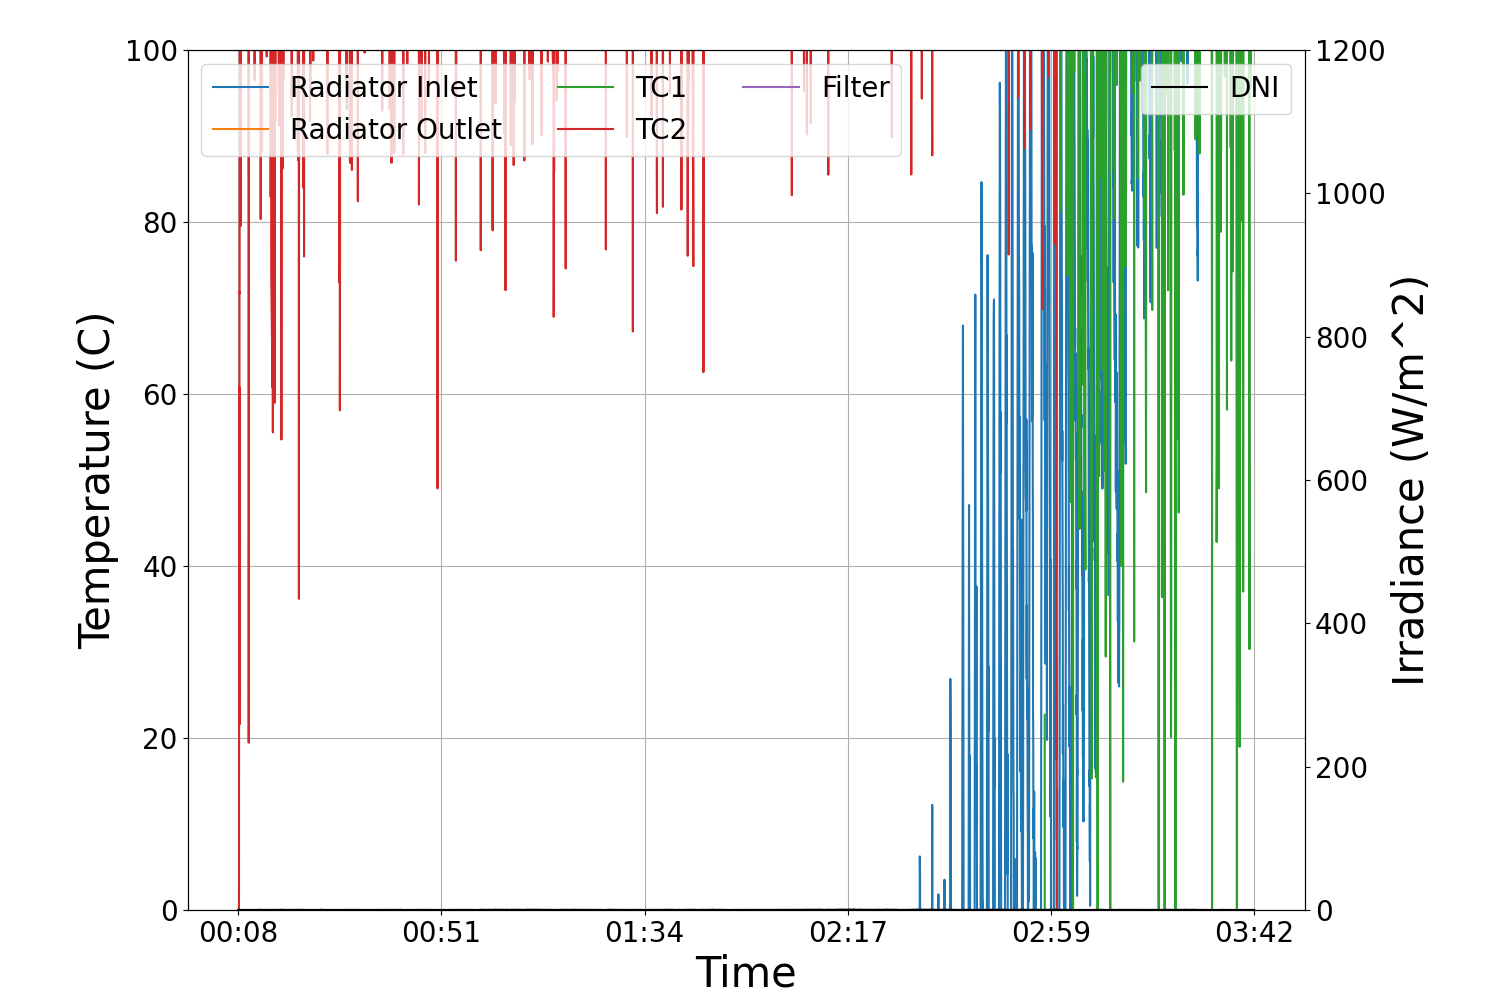 100
80
60
40
20
0
Temperature (C)
Radiator Inlet
Radiator Outlet
TC1
TC2
Filter
DNI
1200
1000
800
600
400
200
0
Irradiance (W/m^2)
00:08 00:51 01:34 02:17 02:59 03:42
Time